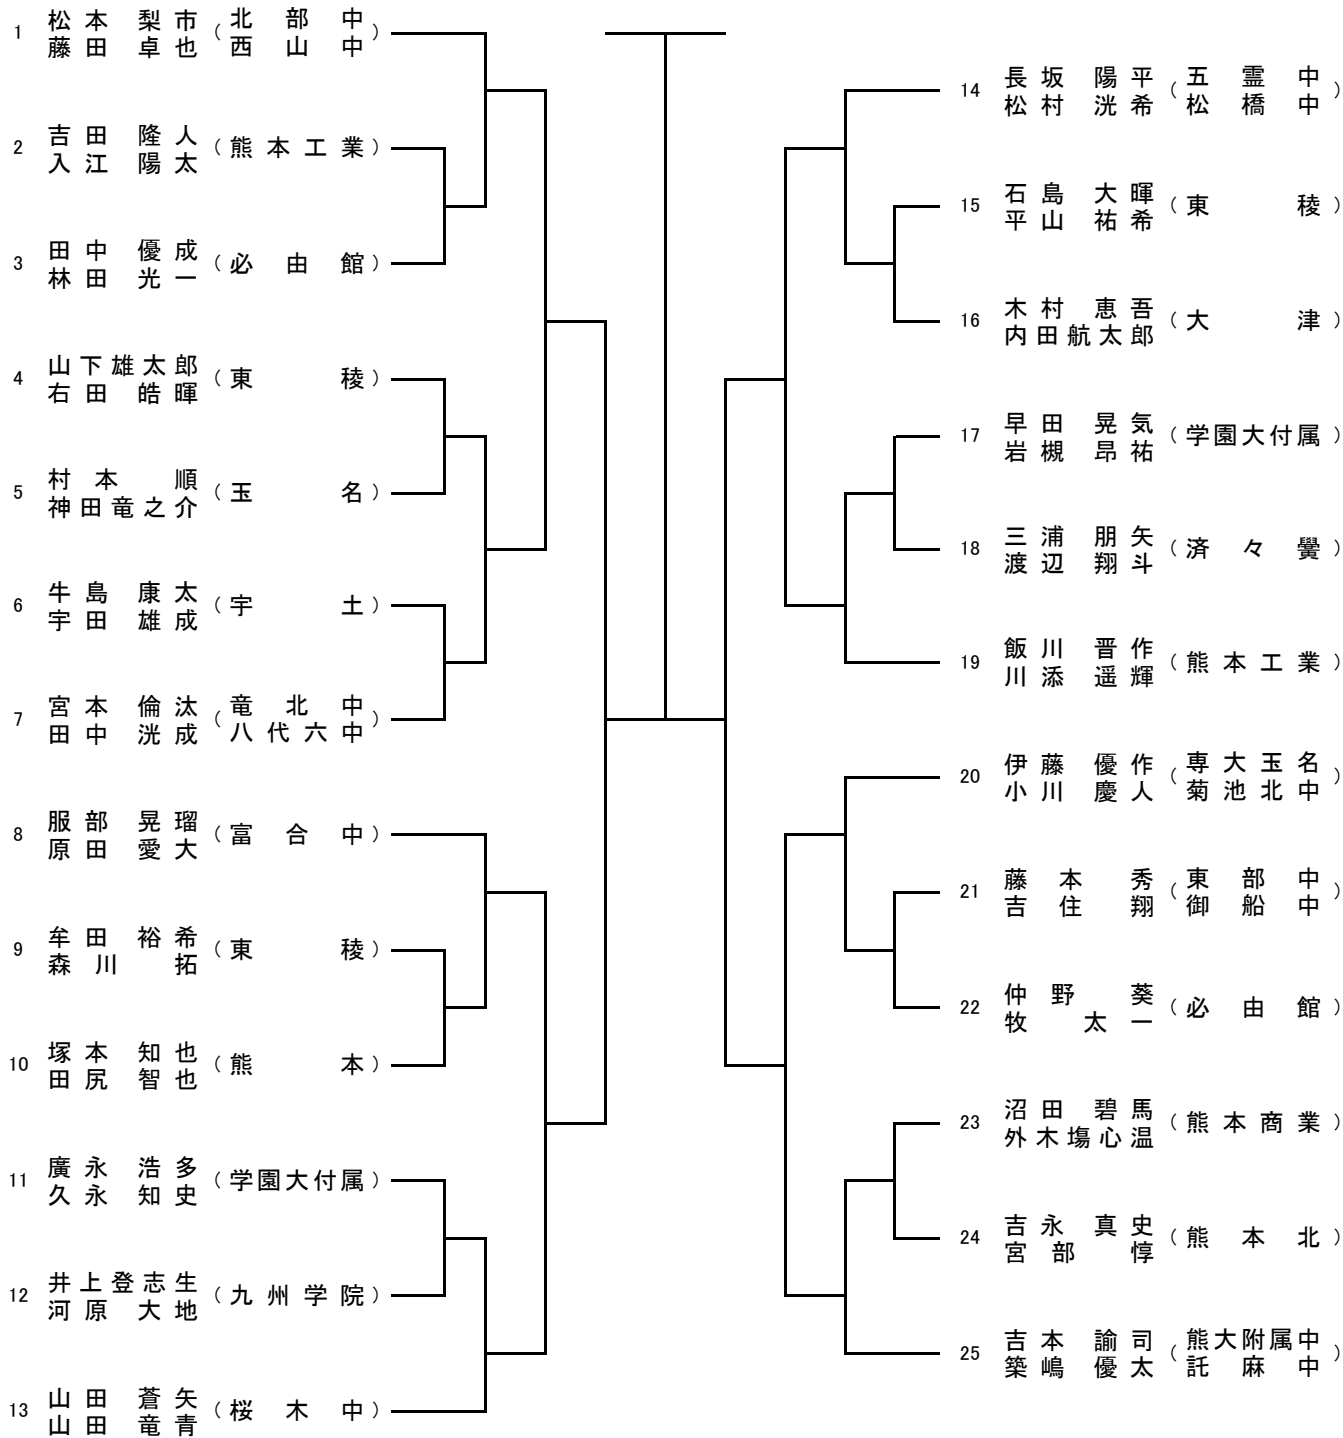 1 松本 梨市 (北部中)
藤田 卓也 (西山中)
2 吉田 隆人 (熊本工業)
入江 陽太
3 田中 優成 (必由館)
林田 光一
4 山下雄太郎 (東稜)
右田 皓暉
5 村本 順 (玉名)
神田竜之介
6 牛島 康太 (宇土)
宇田 雄成
7 宮本 倫汰 (竜北中)
田中 洸成 (八代六中)
8 服部 晃瑠 (富合中)
原田 愛大
9 牟田 裕希 (東稜)
森川 拓
10 塚本 知也 (熊本)
田尻 智也
11 廣永 浩多 (学園大付属)
久永 知史
12 井上登志生 (九州学院)
河原 大地
13 山田 蒼矢 (桜木中)
山田 竜青
14 長坂 陽平 (五霊中)
松村 洸希 (松橋中)
15 石島 大暉 (東稜)
平山 祐希
16 木村 恵吾 (大津)
内田航太郎
17 早田 晃気 (学園大付属)
岩槻 昂祐
18 三浦 朋矢 (済々黌)
渡辺 翔斗
19 飯川 晋作 (熊本工業)
川添 遥輝
20 伊藤 優作 (専大玉名)
小川 慶人 (菊池北中)
21 藤本 秀 (東部中)
吉住 翔 (御船中)
22 仲野 葵 (必由館)
牧 太一
23 沼田 碧馬 (熊本商業)
外木塲心温
24 吉永 真史 (熊本北)
宮部 惇
25 吉本 諭司 (熊大附属中)
築嶋 優太 (託麻中)